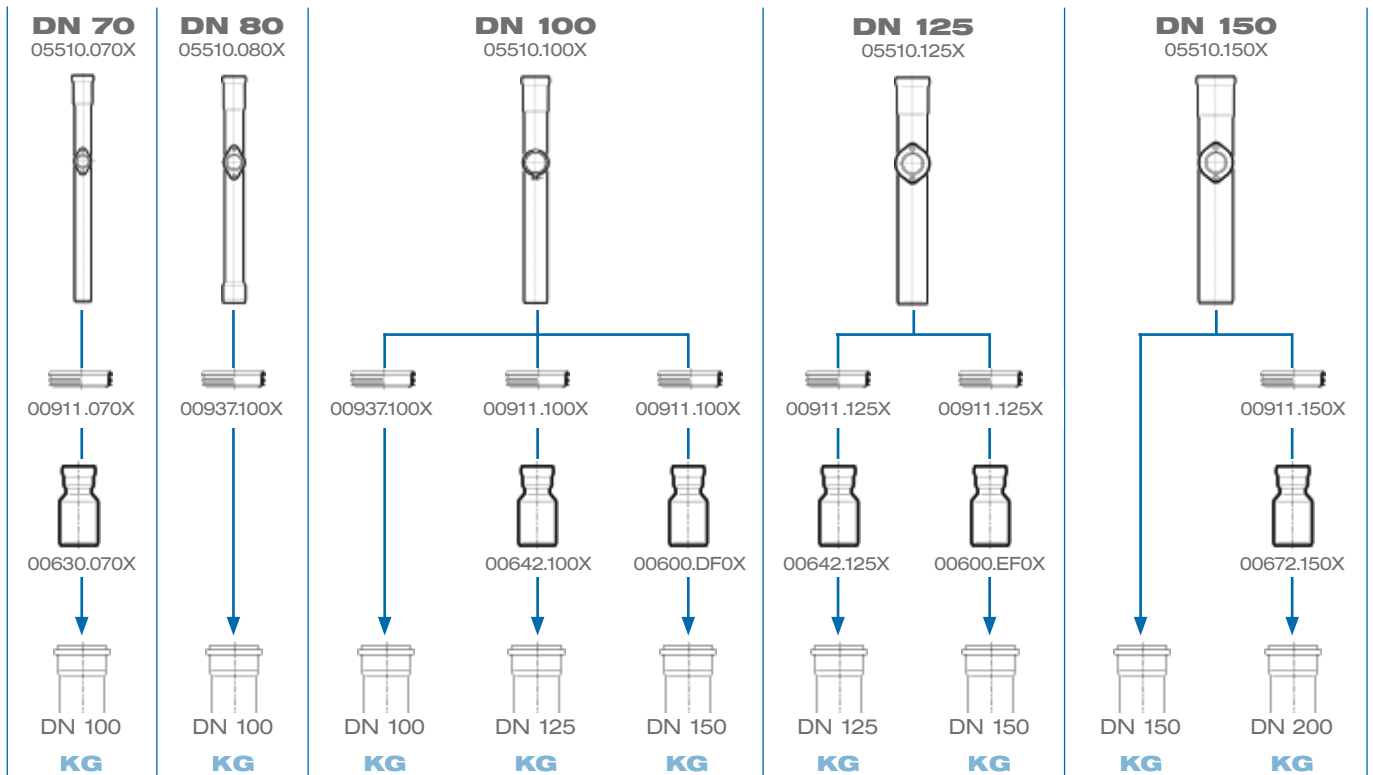 DN 70
05510.070X
DN 80
05510.080X
DN 100
05510.100X
DN 125
05510.125X
DN 150
05510.150X
00911.070X
00937.100X
00937.100X
00911.100X
00911.100X
00911.125X
00911.125X
00911.150X
00630.070X
00642.100X
00600.DF0X
00642.125X
00600.EF0X
00672.150X
DN 100
DN 100
DN 100
DN 125
DN 150
DN 125
DN 150
DN 150
DN 200
KG
KG
KG
KG
KG
KG
KG
KG
KG